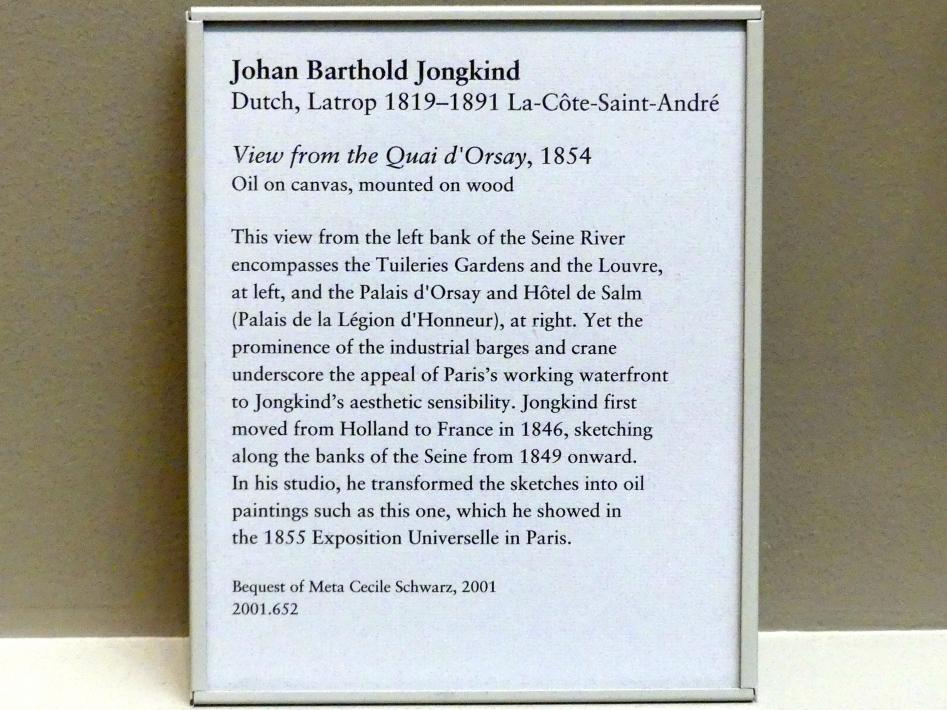 Johan Barthold Jongkind
Dutch, Latrop 1819–1891 La-Côte-Saint-André
View from the Quai d'Orsay, 1854
Oil on canvas, mounted on wood
This view from the left bank of the Seine River
encompasses the Tuileries Gardens and the Louvre,
at left, and the Palais d'Orsay and Hôtel de Salm
(Palais de la Légion d'Honneur), at right. Yet the
prominence of the industrial barges and crane
underscore the appeal of Paris’s working waterfront
to Jongkind’s aesthetic sensibility. Jongkind first
moved from Holland to France in 1846, sketching
along the banks of the Seine from 1849 onward.
In his studio, he transformed the sketches into oil
paintings such as this one, which he showed in
the 1855 Exposition Universelle in Paris.
Bequest of Meta Cecile Schwarz, 2001
2001.652